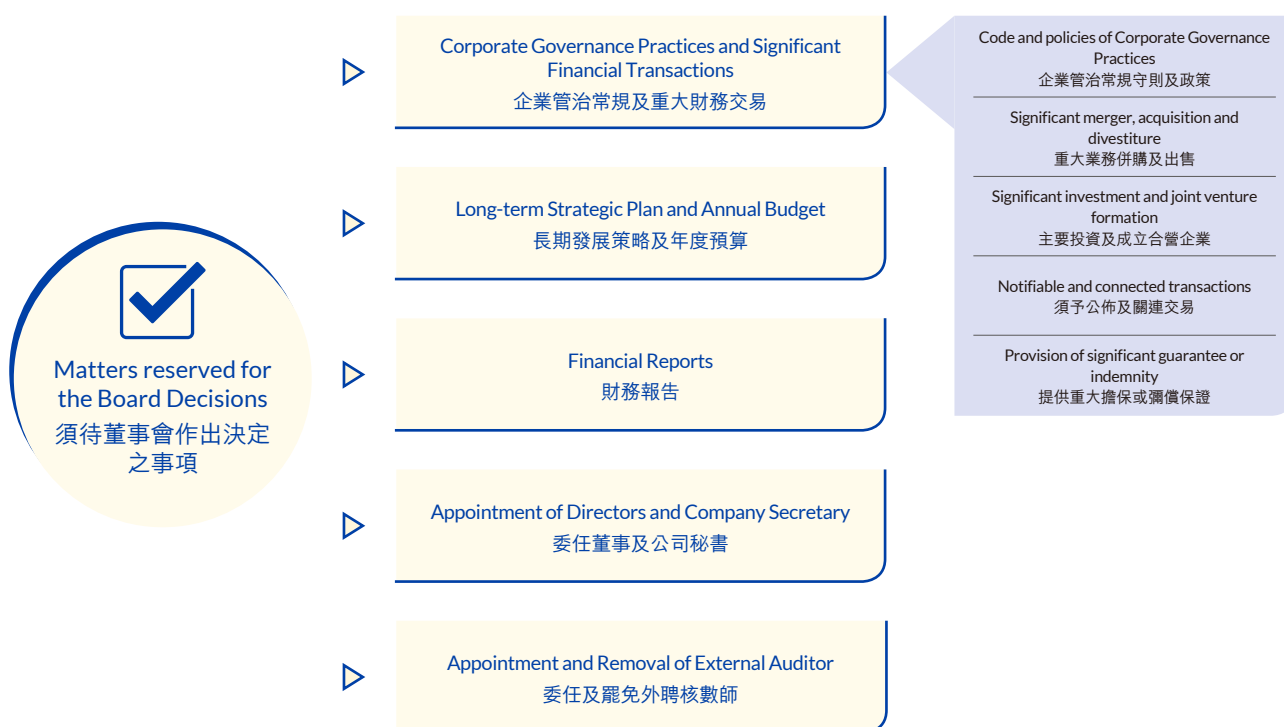 Matters reserved for
the Board Decisions
須待董事會作出決定
之事項
Corporate Governance Practices and Significant
Financial Transactions
企業管治常規及重大財務交易
Long-term Strategic Plan and Annual Budget
長期發展策略及年度預算
Financial Reports
財務報告
Appointment of Directors and Company Secretary
委任董事及公司秘書
Appointment and Removal of External Auditor
委任及罷免外聘核數師
Code and policies of Corporate Governance
Practices
企業管治常規守則及政策
Significant merger, acquisition and
divestiture
重大業務併購及出售
Significant investment and joint venture
formation
主要投資及成立合營企業
Notifiable and connected transactions
須予公佈及關連交易
Provision of significant guarantee or
indemnity
提供重大擔保或彌償保證